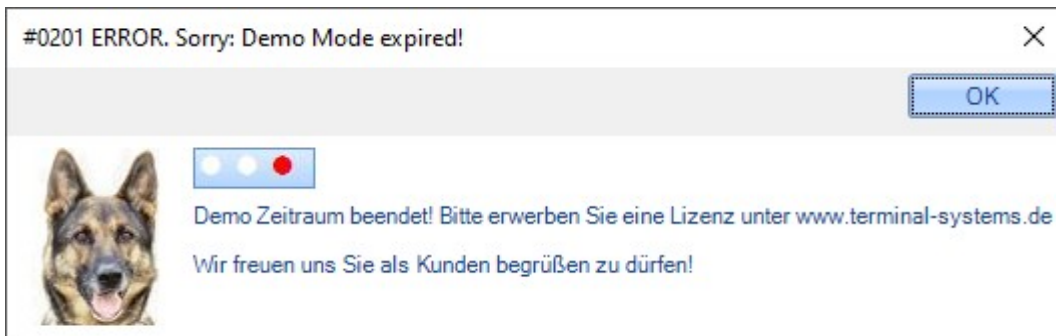 #0201 ERROR. Sorry: Demo Mode expired!
OK
Demo Zeitraum beendet! Bitte erwerben Sie eine Lizenz unter www.terminal-systems.de
Wir freuen uns Sie als Kunden begrüßen zu dürfen!